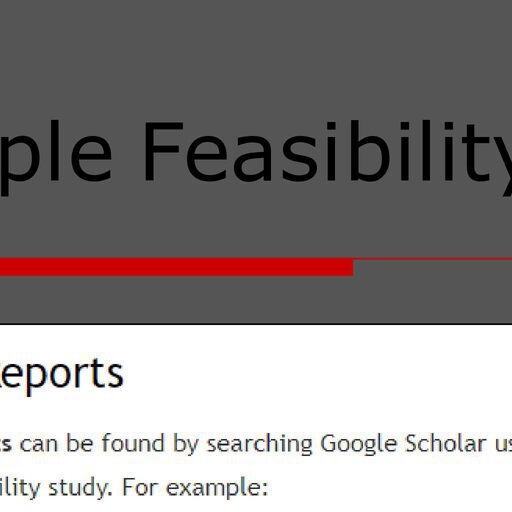 ple Feasibility
eports
s can be found by searching Google Scholar us
ility study. For example: